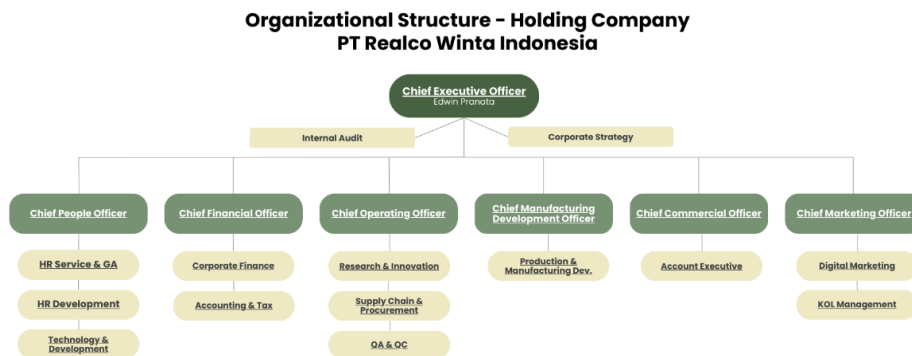 Organizational Structure - Holding Company
PT Realco Winta Indonesia
Chief Executive Officer
Edwin Pranata
Internal Audit
Corporate Strategy
Chief People Officer
Chief Financial Officer
Chief Operating Officer
Chief Manufacturing
Development Officer
Chief Commercial Officer
Chief Marketing Officer
HR Service & GA
Corporate Finance
Research & Innovation
Production &
Manufacturing Dev.
Account Executive
Digital Marketing
HR Development
Accounting & Tax
Supply Chain &
Procurement
KOL Management
Technology &
Development
QA & QC